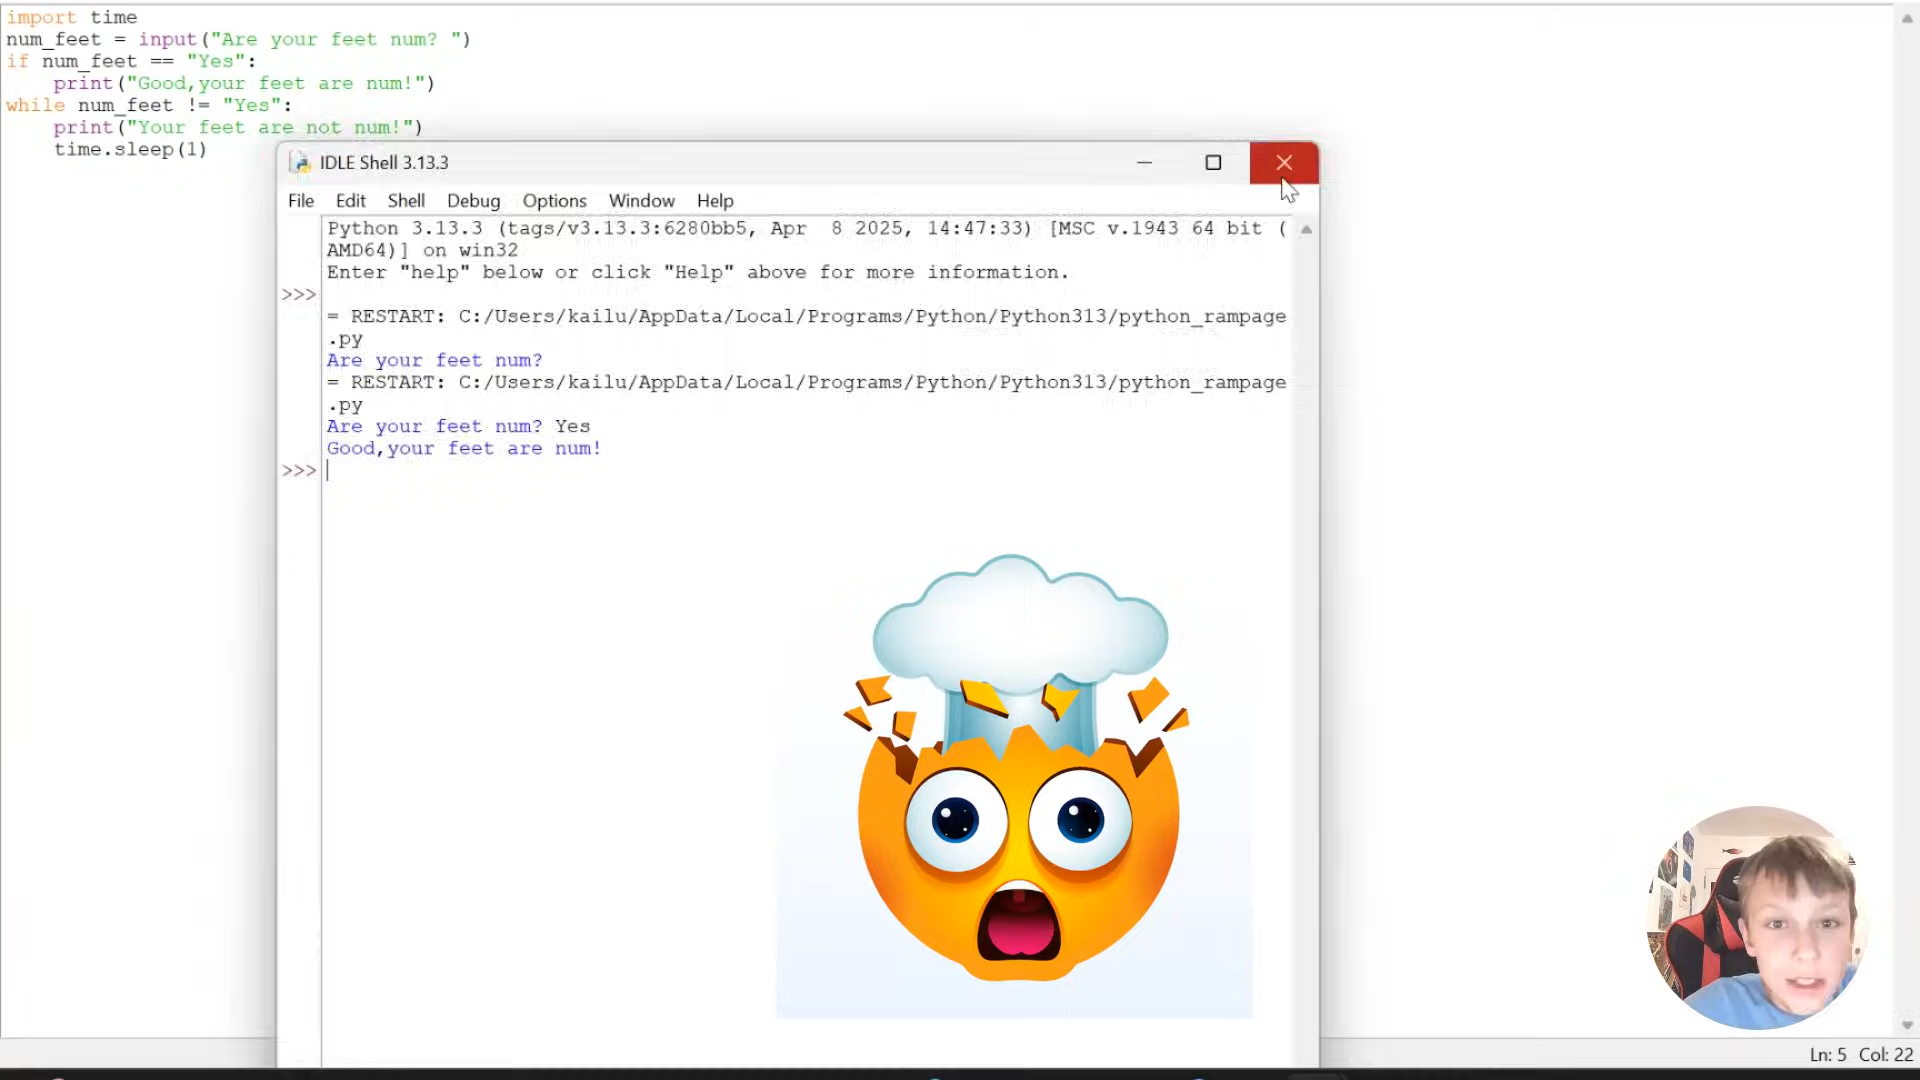 import time
num_feet = input("Are your feet num? ")
if num_feet == "Yes":
    print("Good,your feet are num!")
while num_feet != "Yes":
    print("Your feet are not num!")
    time.sleep(1)
IDLE Shell 3.13.3
File Edit Shell Debug Options Window Help
Python 3.13.3 (tags/v3.13.3:6280bb5, Apr  8 2025, 14:47:33) [MSC v.1943 64 bit (
AMD64)] on win32
Enter "help" below or click "Help" above for more information.
>>>
= RESTART: C:/Users/kailu/AppData/Local/Programs/Python/Python313/python_rampage
.py
Are your feet num?
= RESTART: C:/Users/kailu/AppData/Local/Programs/Python/Python313/python_rampage
.py
Are your feet num? Yes
Good,your feet are num!
>>>
Ln: 5 Col: 22